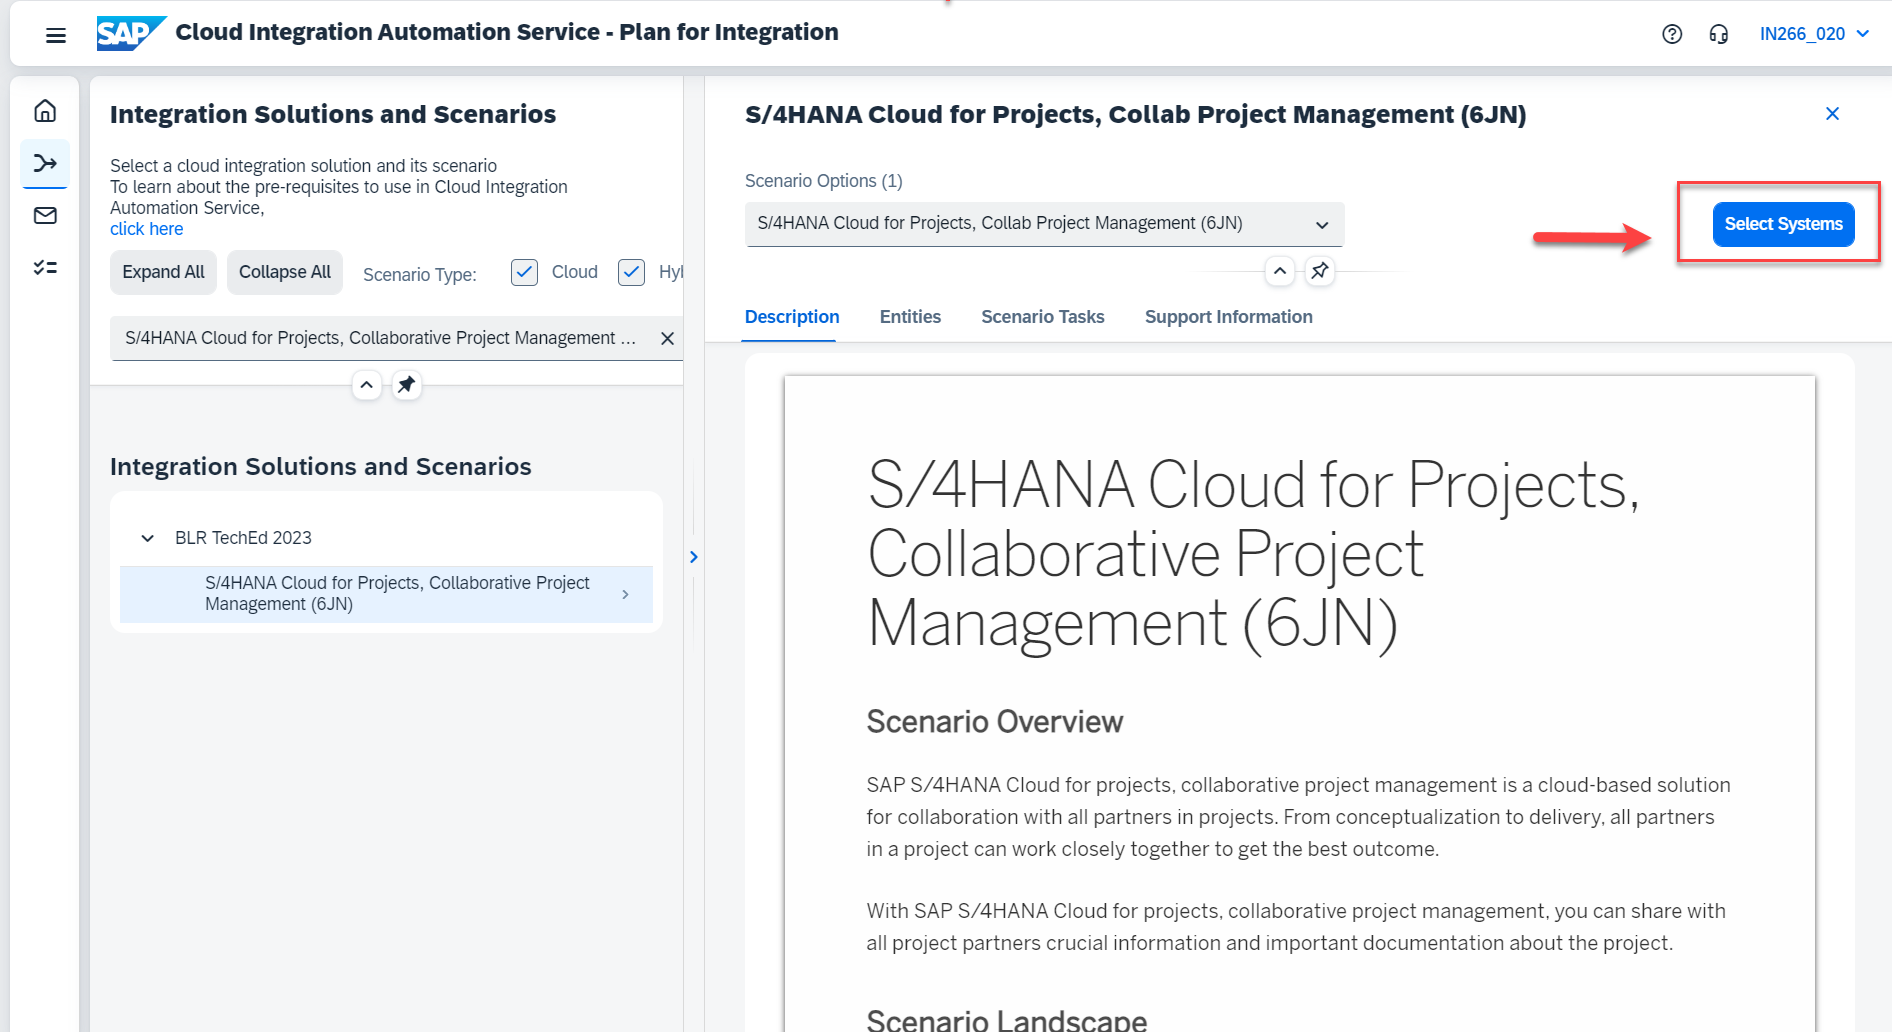 SAP Cloud Integration Automation Service - Plan for Integration
IN266_020
Integration Solutions and Scenarios
Select a cloud integration solution and its scenario
To learn about the pre-requisites to use in Cloud Integration
Automation Service,
click here
Expand All Collapse All Scenario Type: Cloud Hyl
S/4HANA Cloud for Projects, Collaborative Project Management ...
Integration Solutions and Scenarios
BLR TechEd 2023
S/4HANA Cloud for Projects, Collaborative Project
Management (6JN)
S/4HANA Cloud for Projects, Collab Project Management (6JN)
Scenario Options (1)
S/4HANA Cloud for Projects, Collab Project Management (6JN)
Select Systems
Description Entities Scenario Tasks Support Information
S/4HANA Cloud for Projects,
Collaborative Project
Management (6JN)
Scenario Overview
SAP S/4HANA Cloud for projects, collaborative project management is a cloud-based solution
for collaboration with all partners in projects. From conceptualization to delivery, all partners
in a project can work closely together to get the best outcome.
With SAP S/4HANA Cloud for projects, collaborative project management, you can share with
all project partners crucial information and important documentation about the project.
Scenario Landscape